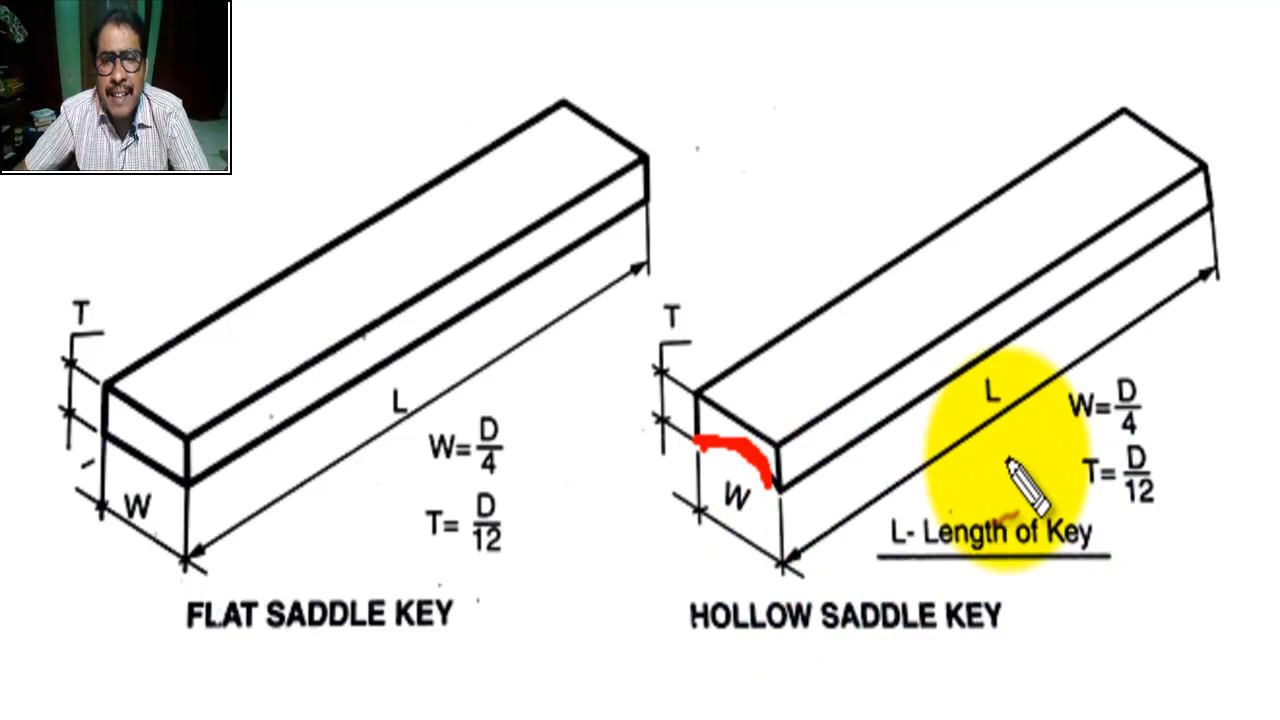 T
L
W
W=D/4
T=D/12
FLAT SADDLE KEY
T
L
W
W=D/4
T=D/12
L- Length of Key
HOLLOW SADDLE KEY